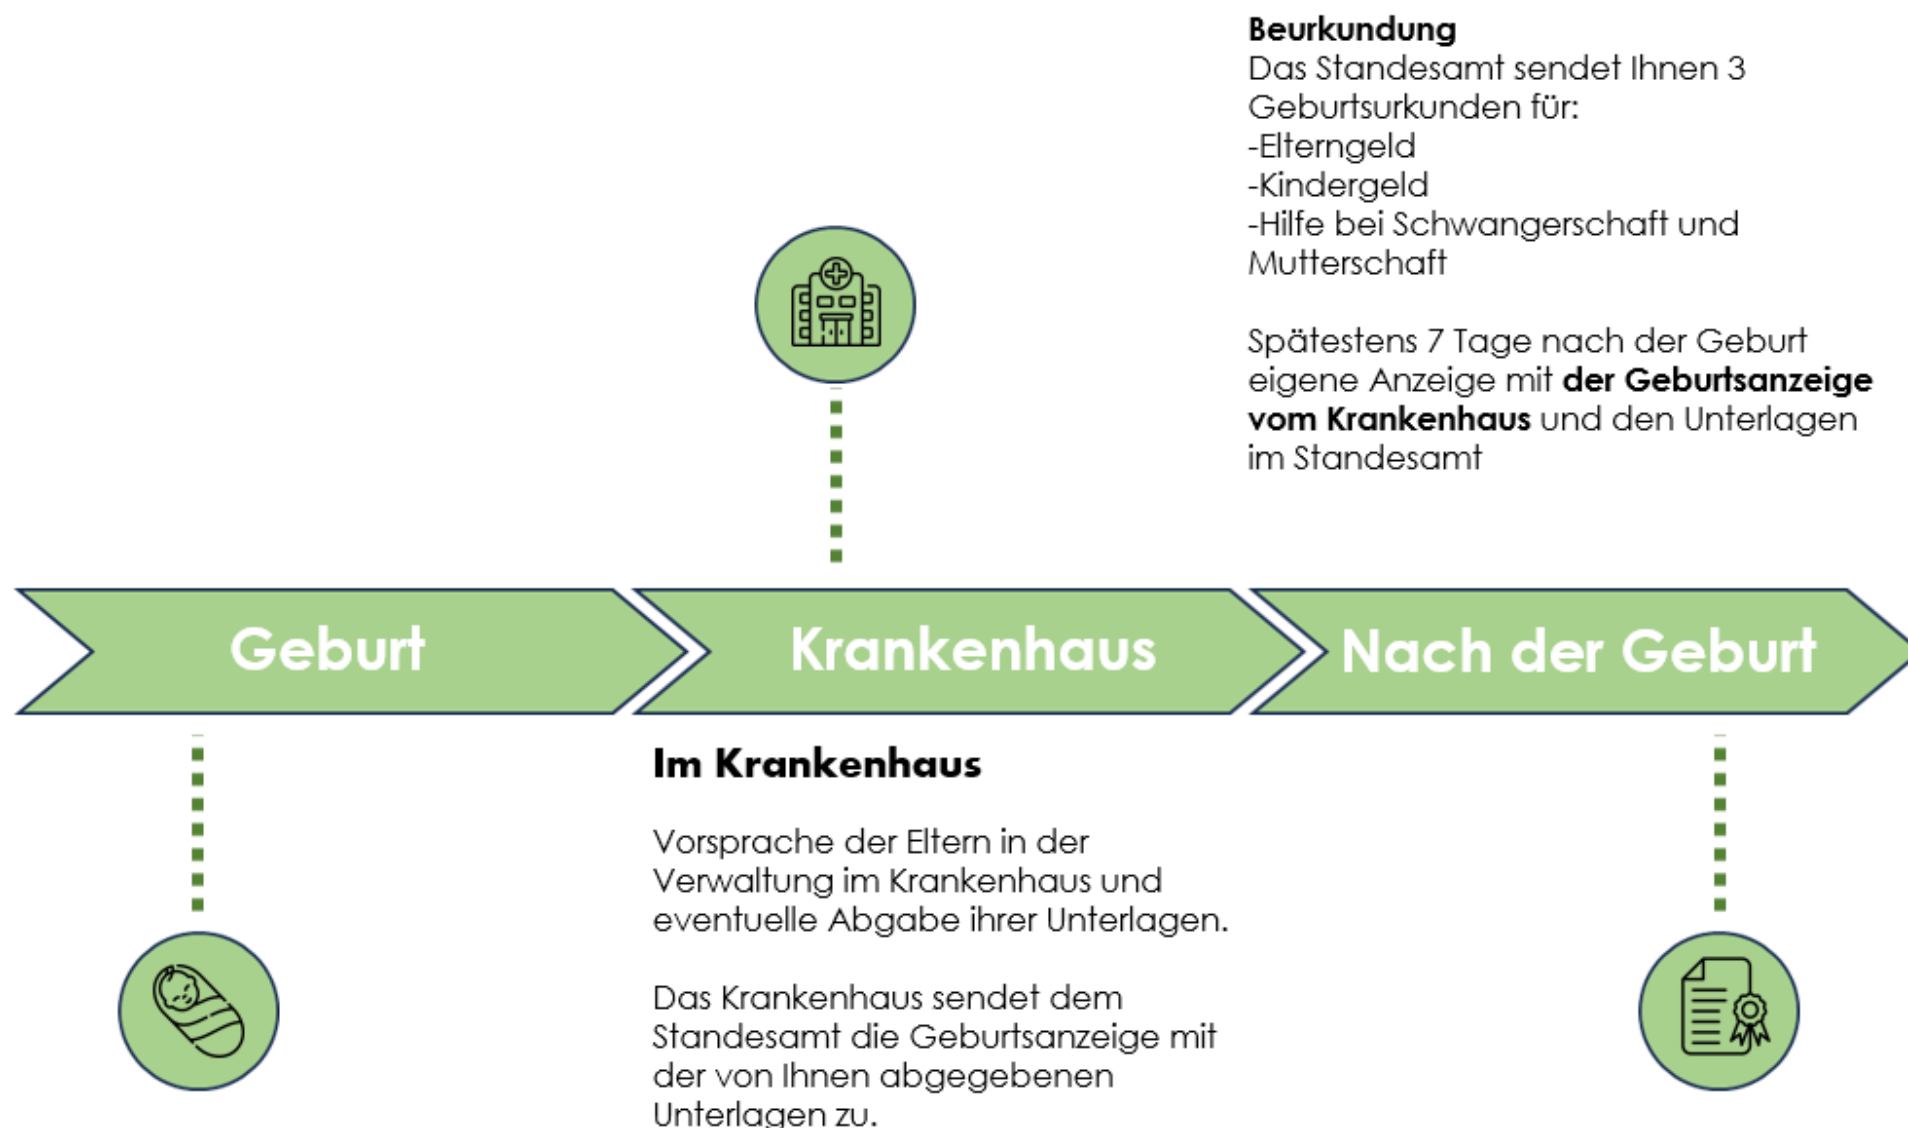 Beurkundung
Das Standesamt sendet Ihnen 3
Geburtsurkunden für:
-Elterngeld
-Kindergeld
-Hilfe bei Schwangerschaft und
Mutterschaft
Spätestens 7 Tage nach der Geburt
eigene Anzeige mit der Geburtsanzeige
vom Krankenhaus und den Unterlagen
im Standesamt
Geburt
Krankenhaus
Nach der Geburt
Im Krankenhaus
Vorsprache der Eltern in der
Verwaltung im Krankenhaus und
eventuelle Abgabe ihrer Unterlagen.
Das Krankenhaus sendet dem
Standesamt die Geburtsanzeige mit
der von Ihnen abgegebenen
Unterlagen zu.